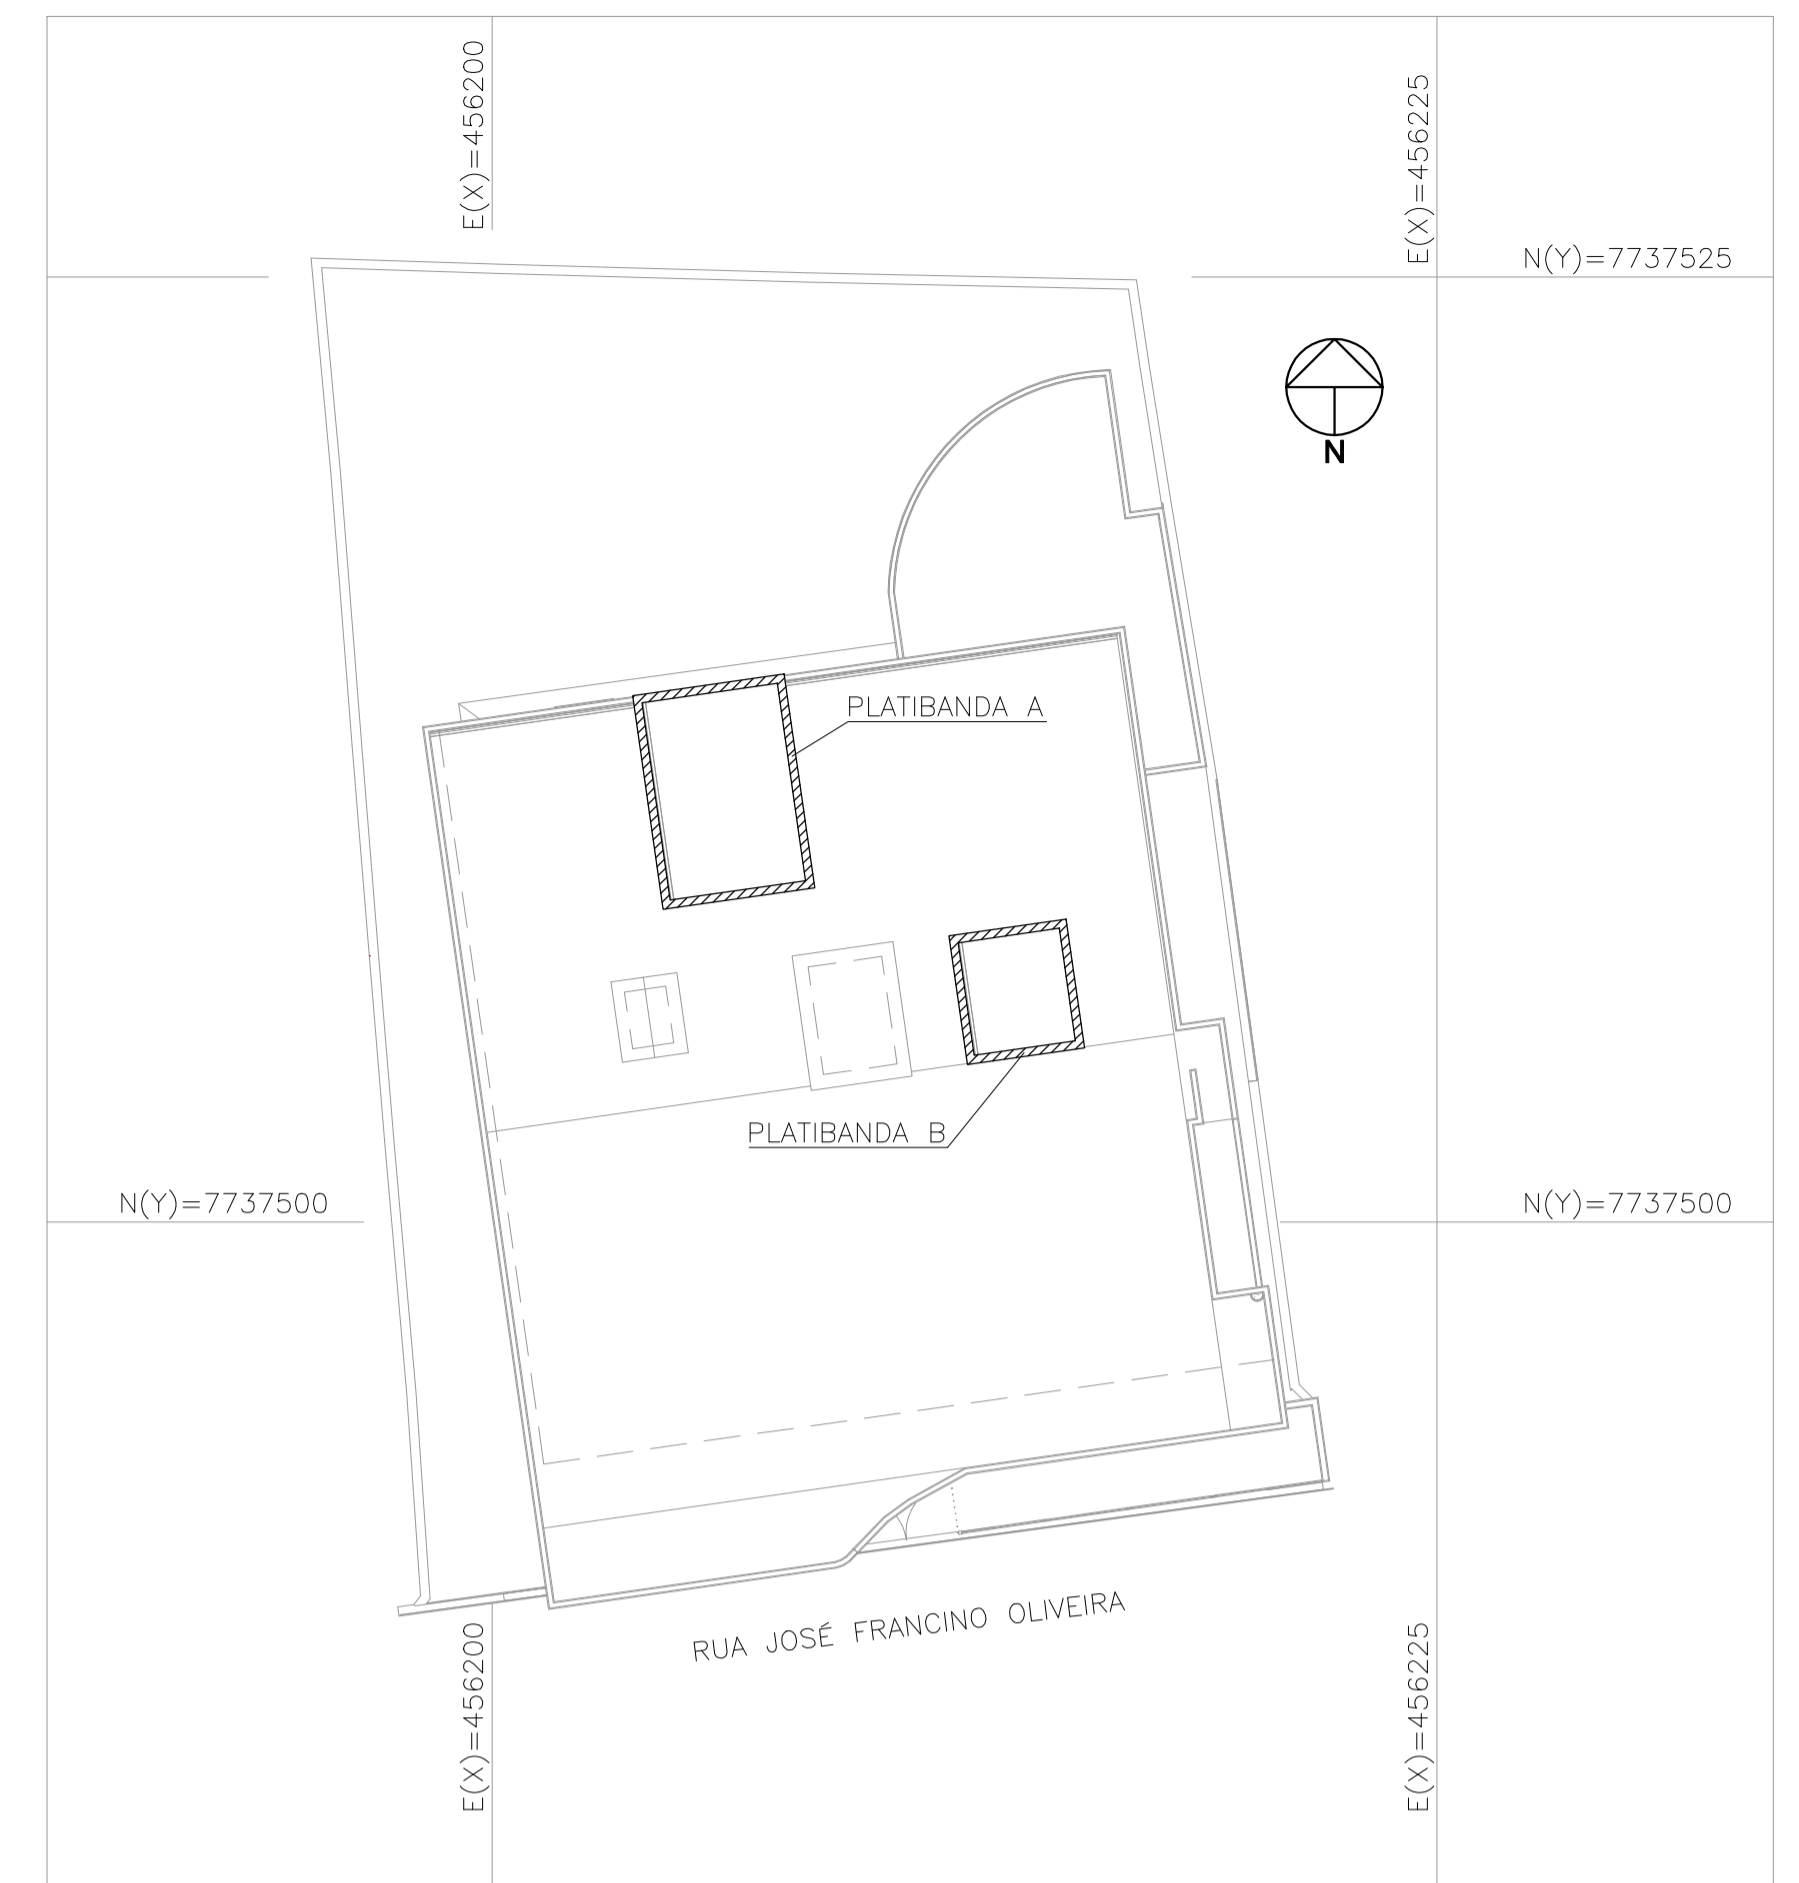 E(X)=456200
E(X)=456225
N(Y)=7737525
N
PLATIBANDA A
PLATIBANDA B
N(Y)=7737500
N(Y)=7737500
RUA JOSÉ FRANCINO OLIVEIRA
E(X)=456200
E(X)=456225